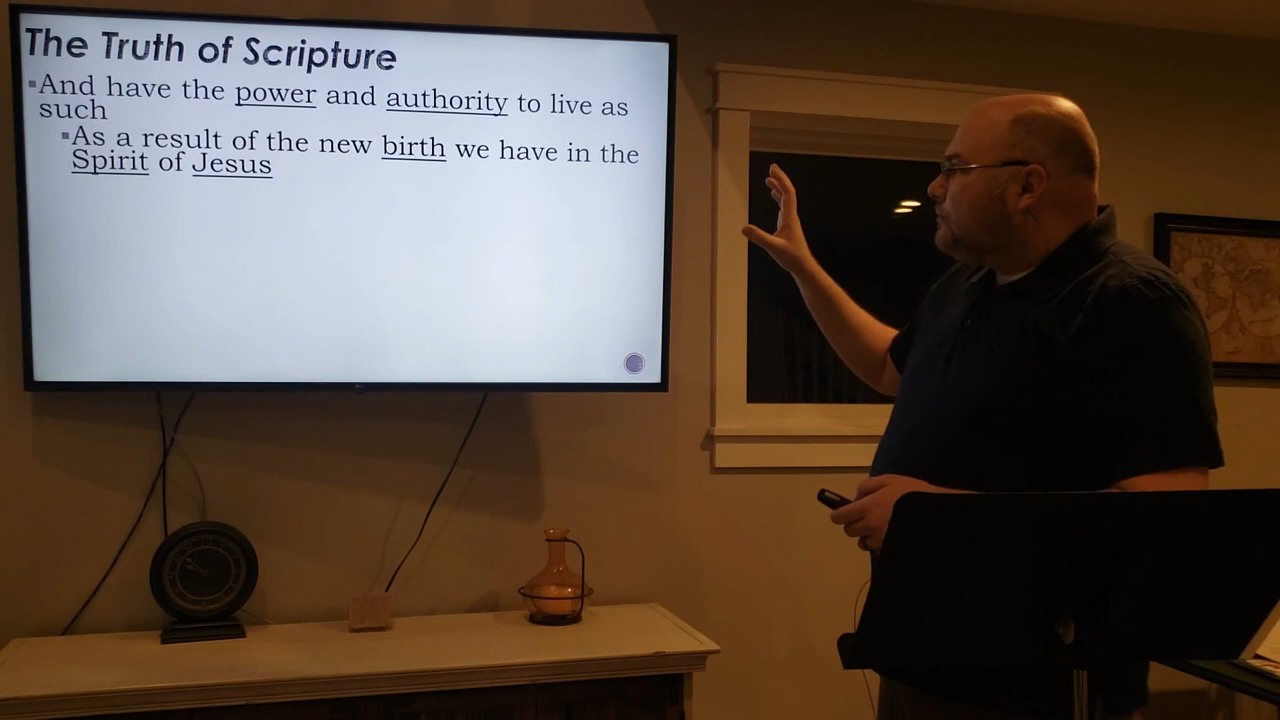 The Truth of Scripture
▪And have the power and authority to live as
such
▪As a result of the new birth we have in the
Spirit of Jesus